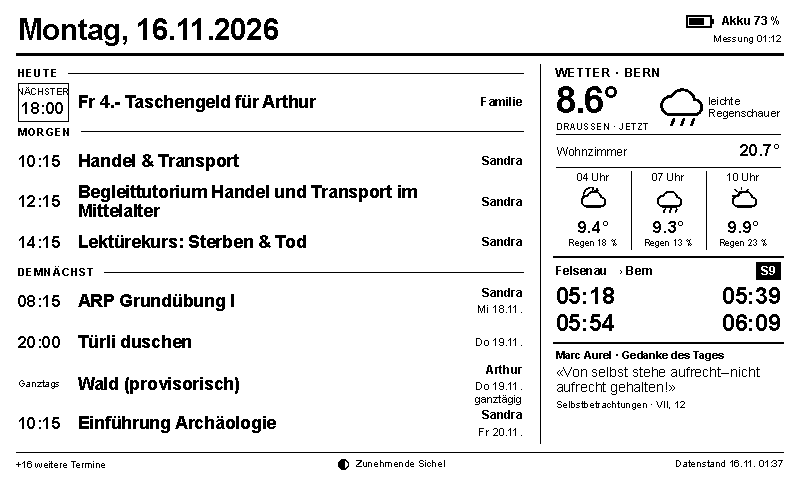 Montag, 16.11.2026
Akku 73 %
Messung 01:12
HEUTE
NÄCHSTER
18:00 Fr 4.- Taschengeld für Arthur Familie
MORGEN
10:15 Handel & Transport Sandra
12:15 Begleittutorium Handel und Transport im
Mittelalter Sandra
14:15 Lektürekurs: Sterben & Tod Sandra
DEMNÄCHST
08:15 ARP Grundübung I Sandra
Mi 18.11.
20:00 Türli duschen Do 19.11.
Ganztags Wald (provisorisch) Arthur
Do 19.11.
ganztägig
10:15 Einführung Archäologie Sandra
Fr 20.11.
WETTER · BERN
8.6°
leichte
Regenschauer
DRAUSSEN · JETZT
Wohnzimmer 20.7°
04 Uhr 07 Uhr 10 Uhr
9.4° 9.3° 9.9°
Regen 18 % Regen 13 % Regen 23 %
Felsenau › Bern S9
05:18 05:39
05:54 06:09
Marc Aurel · Gedanke des Tages
«Von selbst stehe aufrecht–nicht
aufrecht gehalten!»
Selbstbetrachtungen · VII, 12
+16 weitere Termine
Zunehmende Sichel
Datenstand 16.11. 01:37